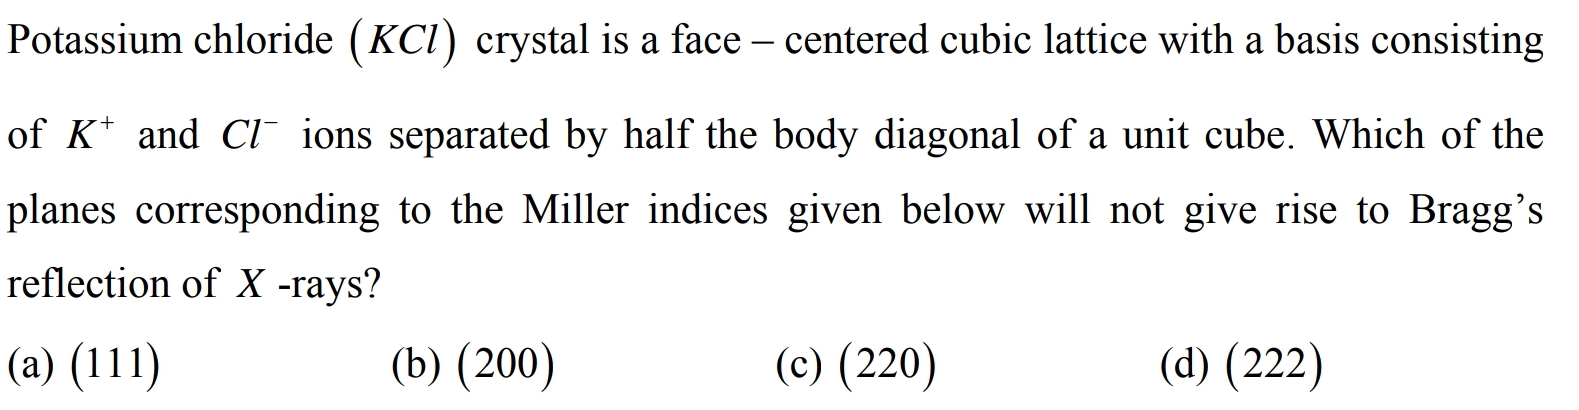 Potassium chloride (KCl) crystal is a face – centered cubic lattice with a basis consisting
of K⁺ and Cl⁻ ions separated by half the body diagonal of a unit cube. Which of the
planes corresponding to the Miller indices given below will not give rise to Bragg’s
reflection of X -rays?
(a) (111) (b) (200) (c) (220) (d) (222)